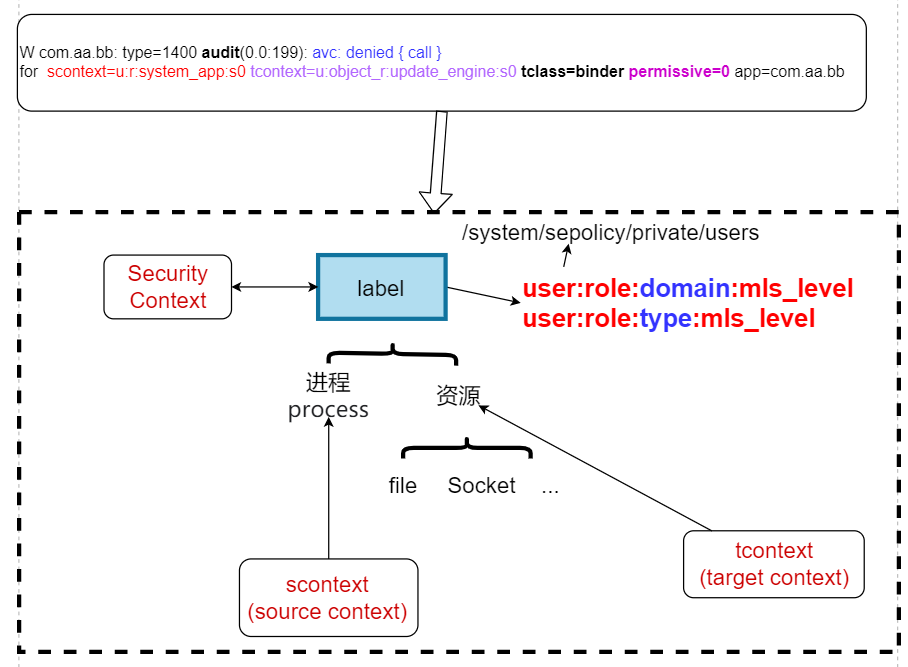 W com.aa.bb: type=1400 audit(0.0:199): avc: denied { call }
for scontext=u:r:system_app:s0 tcontext=u:object_r:update_engine:s0 tclass=binder permissive=0 app=com.aa.bb
/system/sepolicy/private/users
Security
Context
label
user:role:domain:mls_level
user:role:type:mls_level
进程
process
资源
file Socket ...
tcontext
(target context)
scontext
(source context)